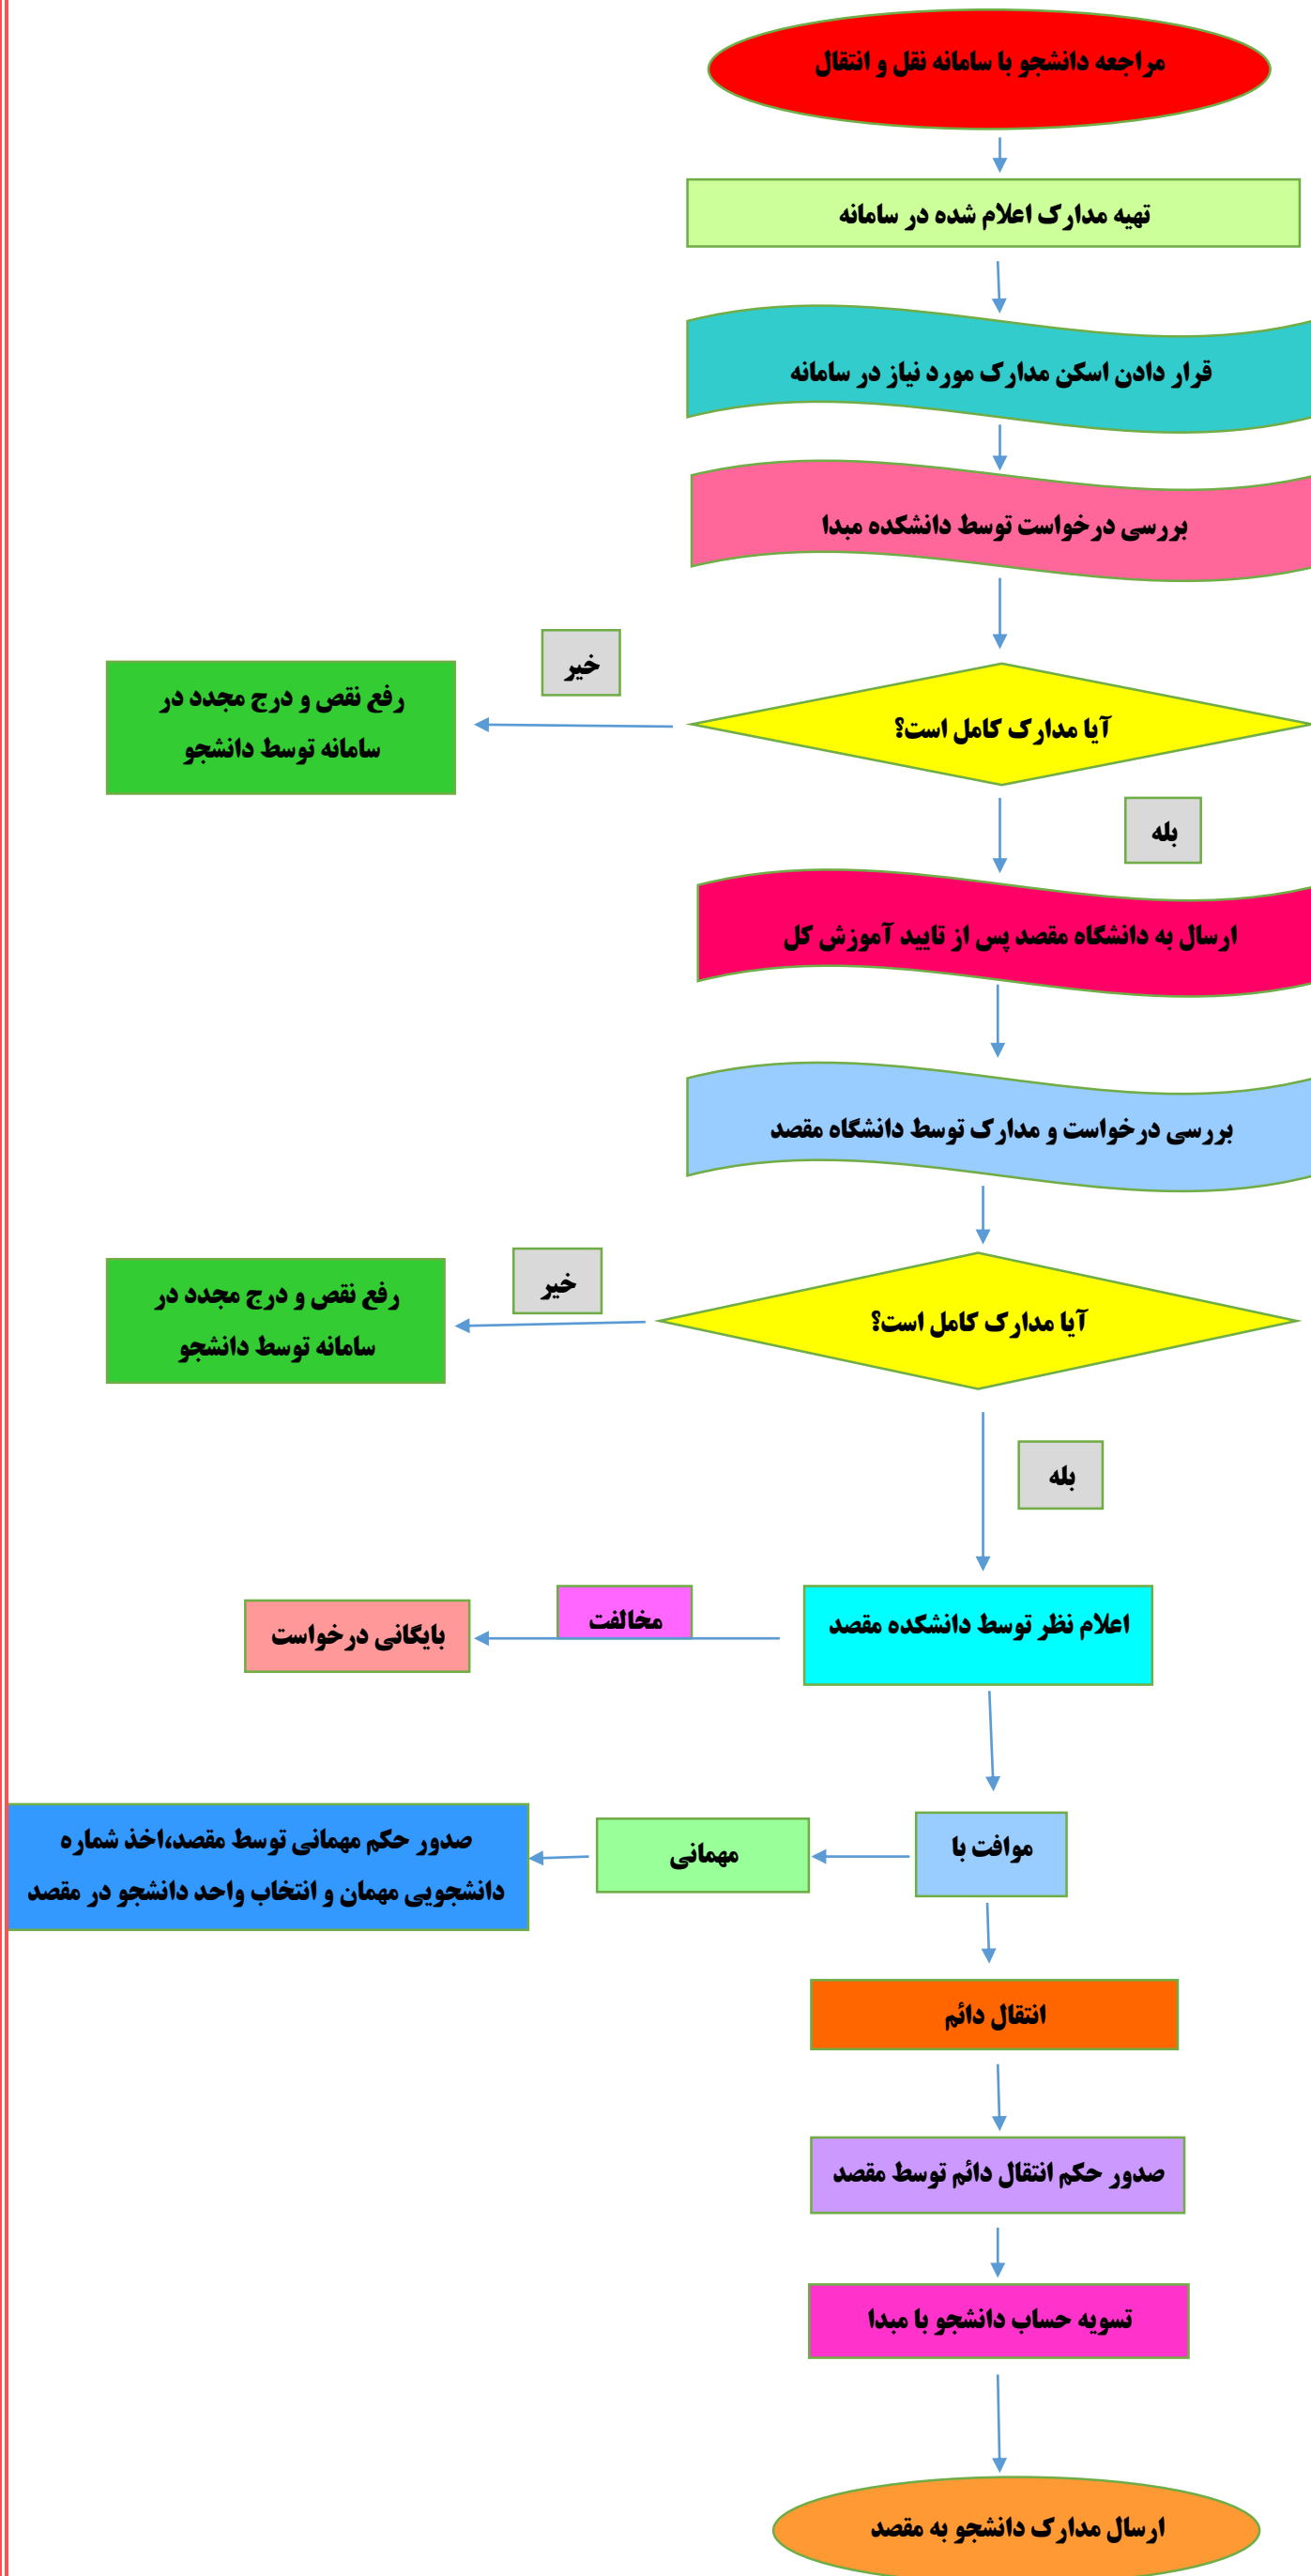 مراجعه دانشجو با سامانه نقل و انتقال
تهیه مدارک اعلام شده در سامانه
قرار دادن اسکن مدارک مورد نیاز در سامانه
بررسی درخواست توسط دانشکده مبدا
آیا مدارک کامل است؟
خیر
رفع نقص و درج مجدد در
سامانه توسط دانشجو
بله
ارسال به دانشگاه مقصد پس از تایید آموزش کل
بررسی درخواست و مدارک توسط دانشگاه مقصد
آیا مدارک کامل است؟
خیر
رفع نقص و درج مجدد در
سامانه توسط دانشجو
بله
اعلام نظر توسط دانشکده مقصد
مخالفت
بایگانی درخواست
موافت با
مهمانی
صدور حکم مهمانی توسط مقصد،اخذ شماره
دانشجویی مهمان و انتخاب واحد دانشجو در مقصد
انتقال دائم
صدور حکم انتقال دائم توسط مقصد
تسویه حساب دانشجو با مبدا
ارسال مدارک دانشجو به مقصد